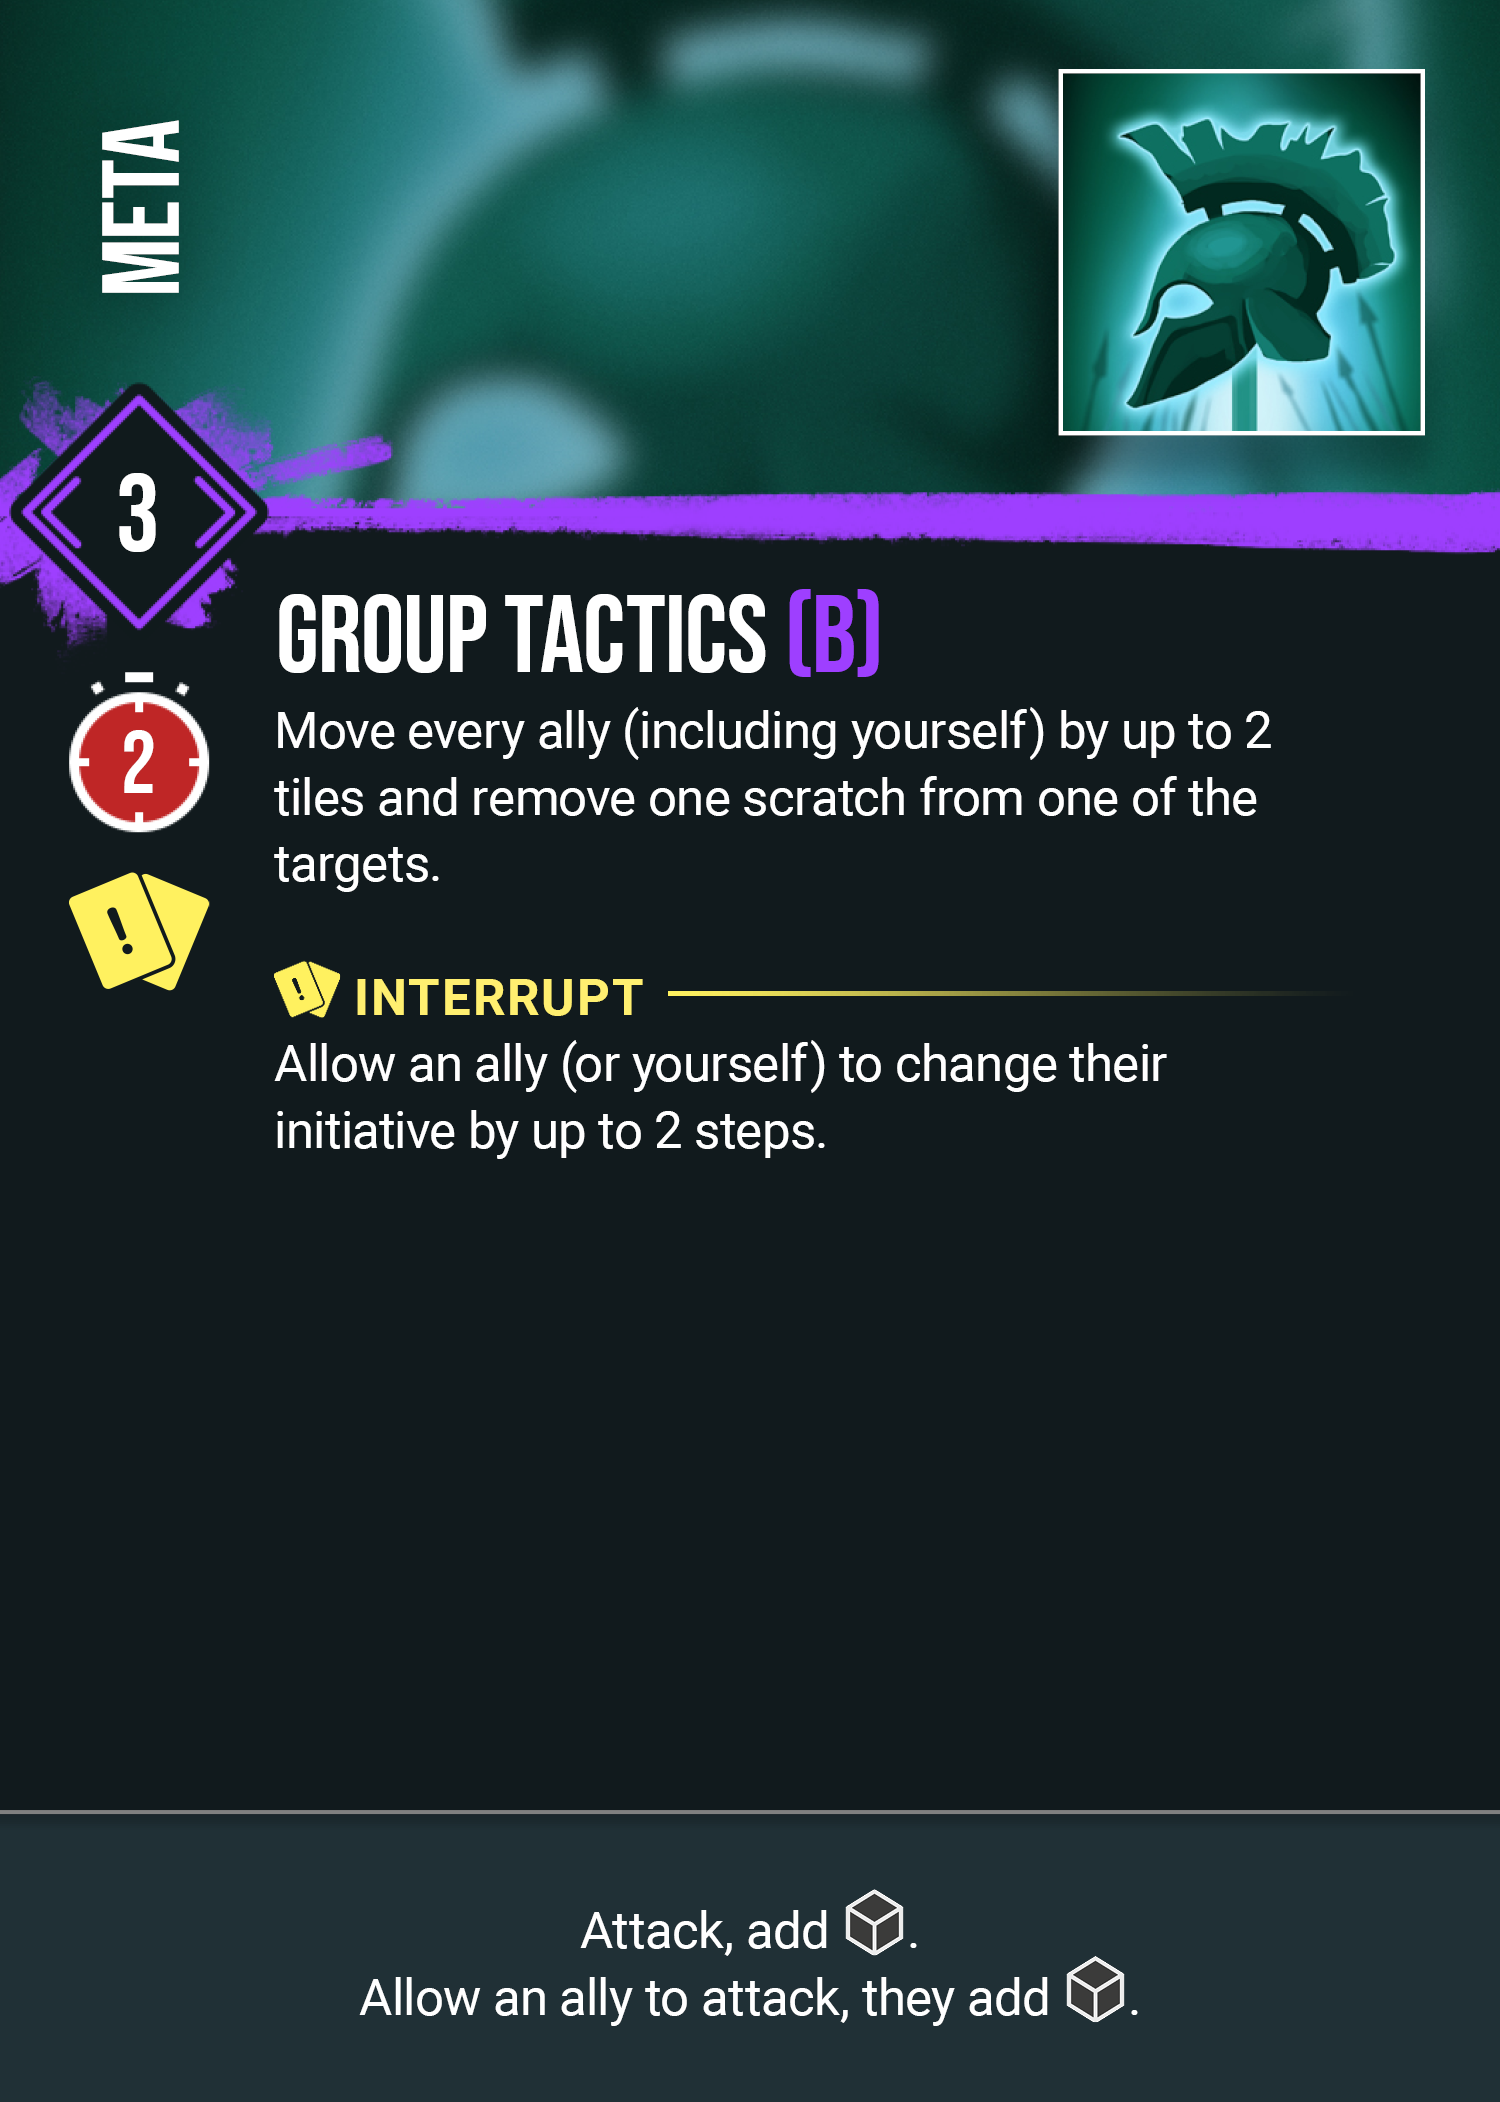 META
3
GROUP TACTICS (B)
2
Move every ally (including yourself) by up to 2
tiles and remove one scratch from one of the
targets.
!
! INTERRUPT
Allow an ally (or yourself) to change their
initiative by up to 2 steps.
Attack, add .
Allow an ally to attack, they add .